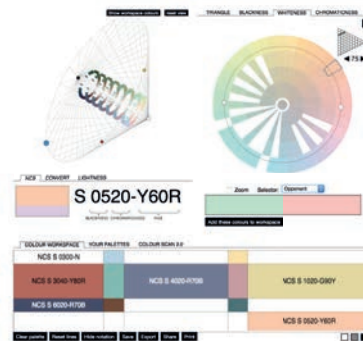 Show workspace colours Reset view
TRIANGLE BLACKNESS WHITENESS CHROMATICNESS
75
NCS CONVERT LIGHTNESS
S 0520-Y60R
BLACKNESS CHROMATICNESS HUE
Zoom Selector: Opponent
Add these colours to workspace
COLOUR WORKSPACE YOUR PALETTES COLOUR SCAN 2.0
NCS S 0300-N
NCS S 3040-Y60R
NCS S 4020-R70B
NCS S 1020-G90Y
NCS S 6020-R70B
NCS S 0520-Y60R
Clear palette Reset lines Hide notation Save Export Share Print